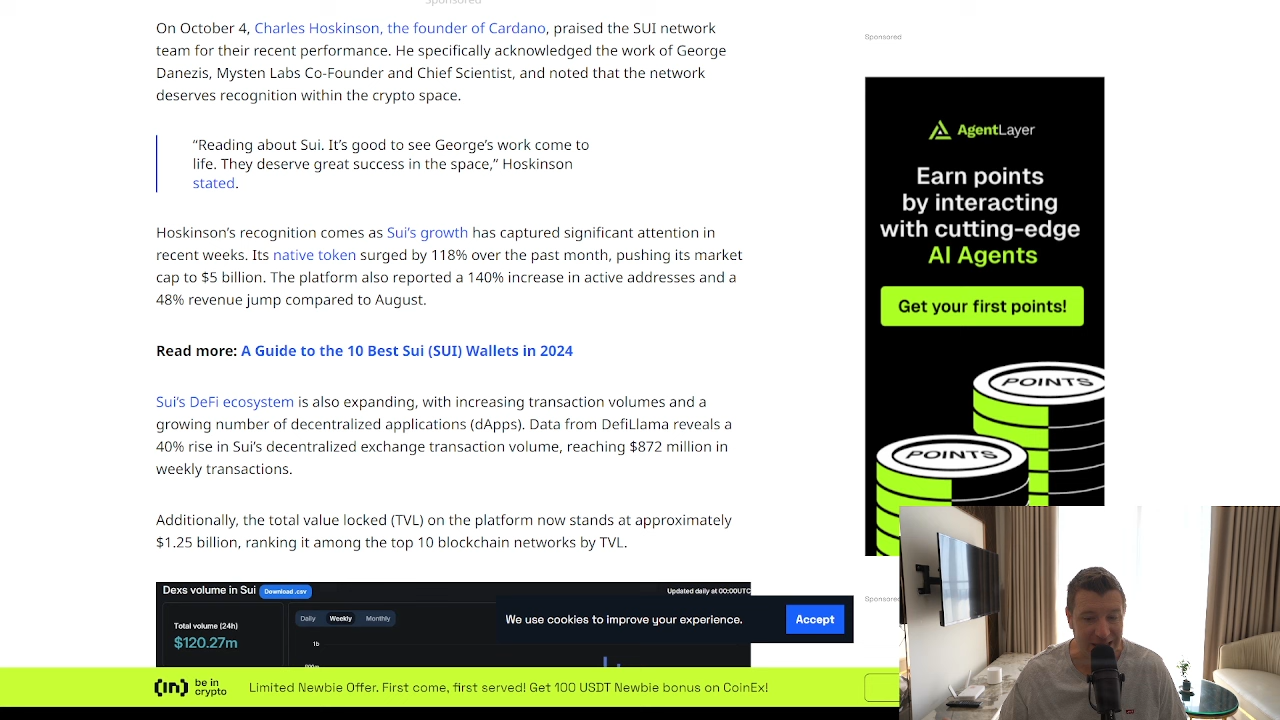 Sponsored
On October 4, Charles Hoskinson, the founder of Cardano, praised the SUI network
team for their recent performance. He specifically acknowledged the work of George
Danezis, Mysten Labs Co-Founder and Chief Scientist, and noted that the network
deserves recognition within the crypto space.
“Reading about Sui. It’s good to see George’s work come to
life. They deserve great success in the space,” Hoskinson
stated.
Hoskinson’s recognition comes as Sui’s growth has captured significant attention in
recent weeks. Its native token surged by 118% over the past month, pushing its market
cap to $5 billion. The platform also reported a 140% increase in active addresses and a
48% revenue jump compared to August.
Read more: A Guide to the 10 Best Sui (SUI) Wallets in 2024
Sui’s DeFi ecosystem is also expanding, with increasing transaction volumes and a
growing number of decentralized applications (dApps). Data from DefiLlama reveals a
40% rise in Sui’s decentralized exchange transaction volume, reaching $872 million in
weekly transactions.
Additionally, the total value locked (TVL) on the platform now stands at approximately
$1.25 billion, ranking it among the top 10 blockchain networks by TVL.
Dexs volume in Sui Download .csv
Updated daily at 00:00UTC
Total volume (24h)
$120.27m
Daily Weekly Monthly
1b
Sponsored
AgentLayer
Earn points
by interacting
with cutting-edge
AI Agents
Get your first points!
POINTS
POINTS
Sponsored
We use cookies to improve your experience.
Accept
be in
crypto
Limited Newbie Offer. First come, first served! Get 100 USDT Newbie bonus on CoinEx!